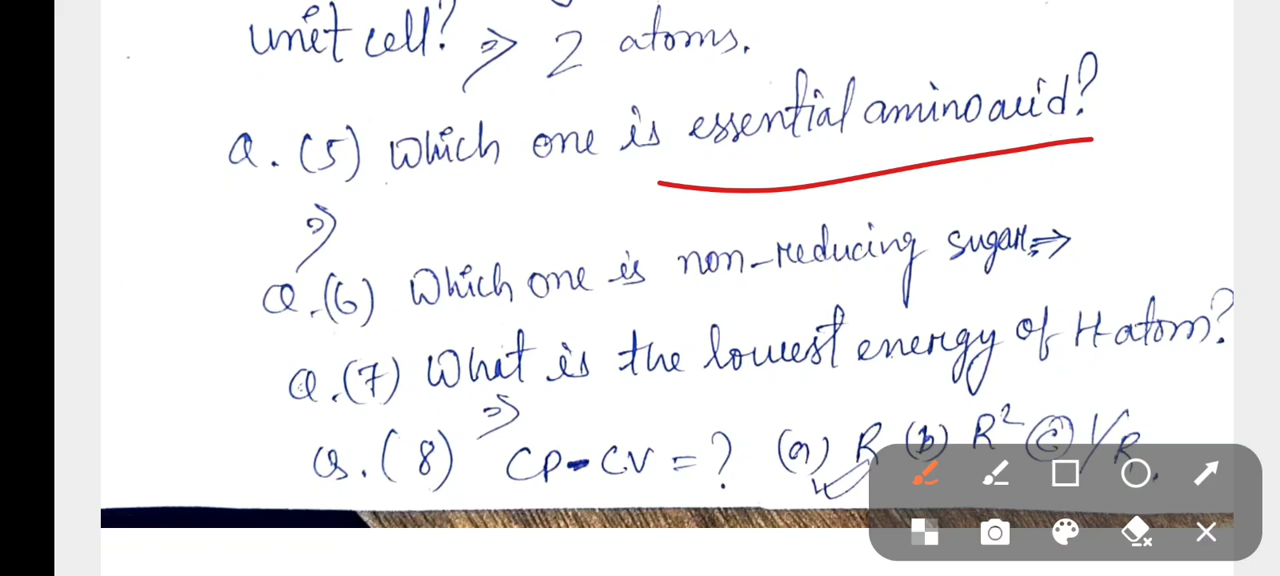 unit cell? ⇒ 2 atoms.
Q.(5) Which one is essential amino acid?
⇒
Q.(6) Which one is non-reducing sugar. ⇒
Q.(7) What is the lowest energy of H atom?
⇒
Q.(8) CP-CV = ? (a) R (b) R² (c) 1/R.